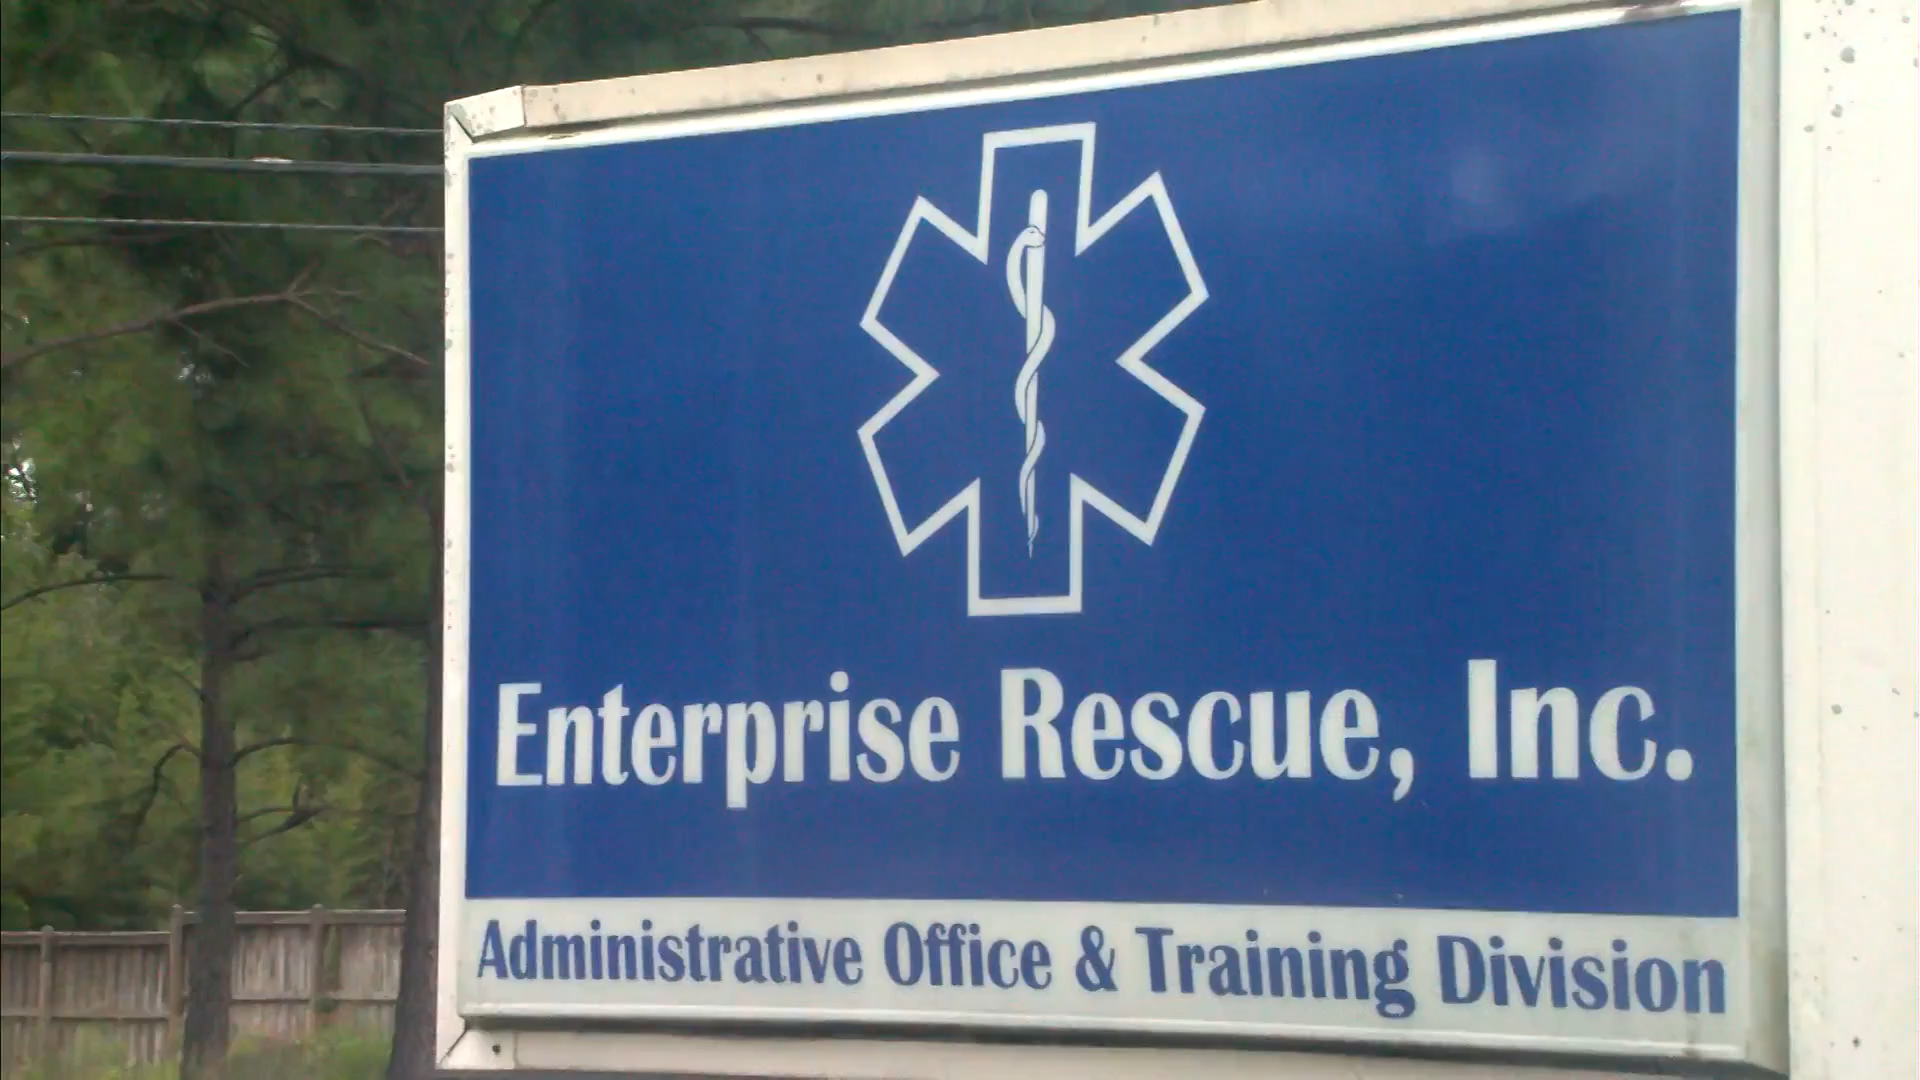 Enterprise Rescue, Inc.
Administrative Office & Training Division